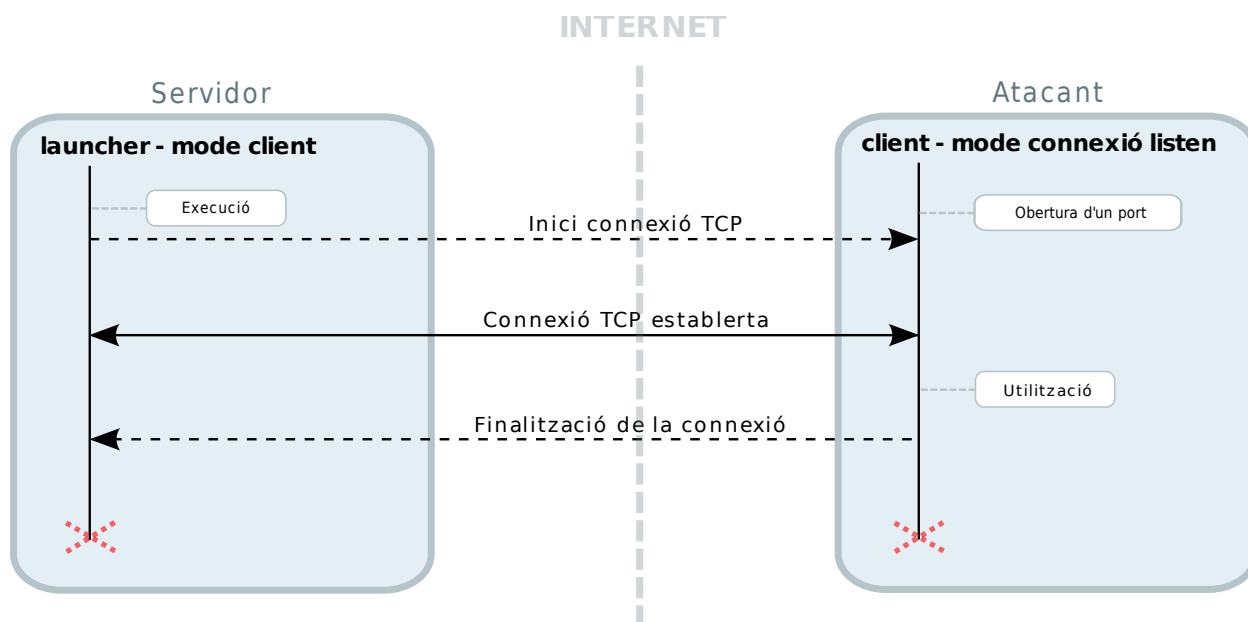 INTERNET
Servidor
Atacant
launcher - mode client
client - mode connexió listen
Execució
Obertura d'un port
Inici connexió TCP
Connexió TCP establerta
Utilització
Finalització de la connexió